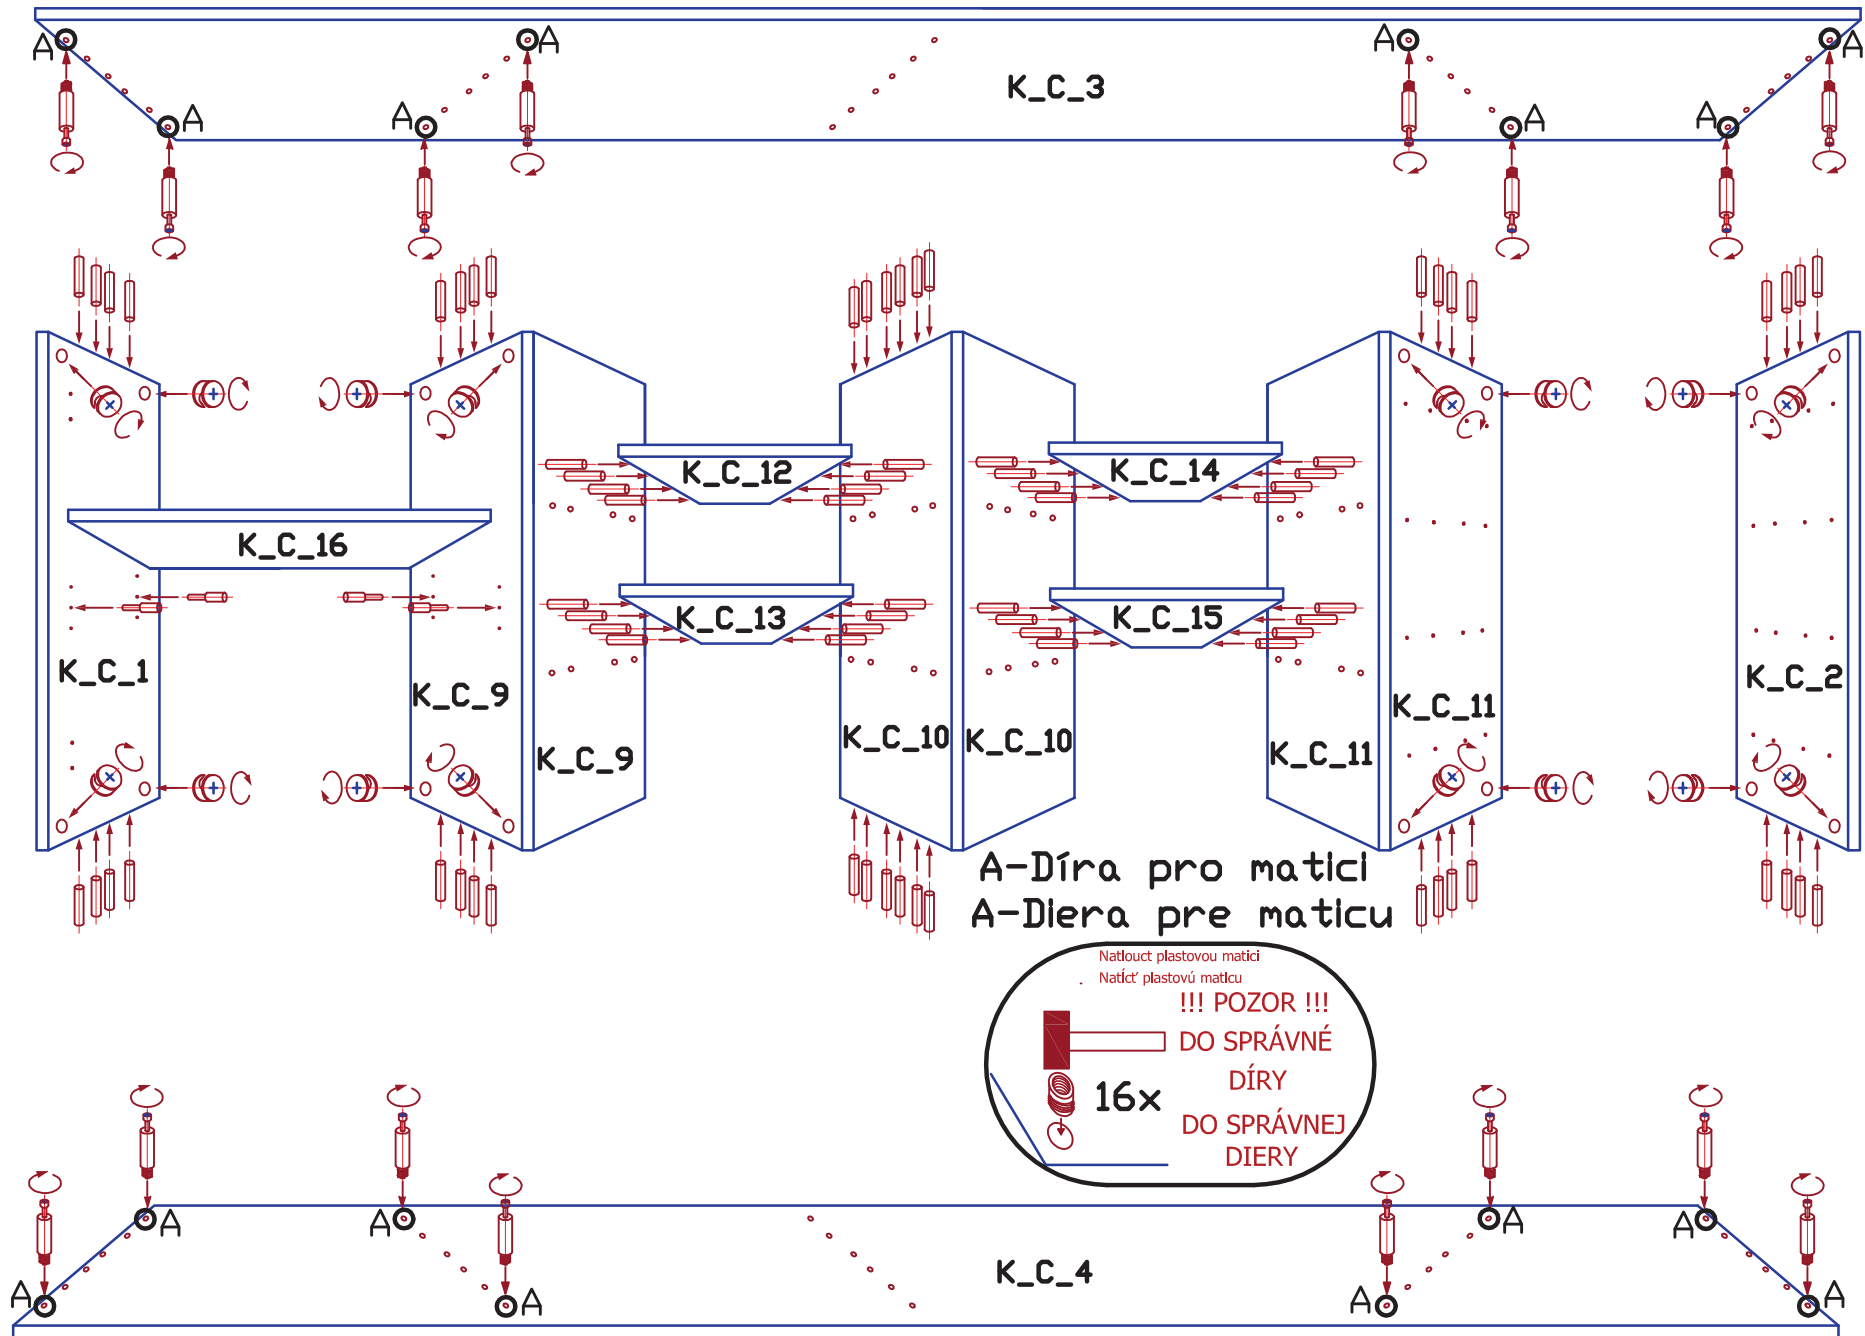 A A A A
K_C_3
A A A A
K_C_12 K_C_14
K_C_16
K_C_13 K_C_15
K_C_1 K_C_9 K_C_11 K_C_2
K_C_9 K_C_10 K_C_10 K_C_11
A-Díra pro matici
A-Diera pre maticu
Natlouct plastovou matici
Natĺcť plastovú maticu
!!! POZOR !!!
DO SPRÁVNÉ
DÍRY
16x
DO SPRÁVNEJ
DIERY
A A A A
K_C_4
A A A A